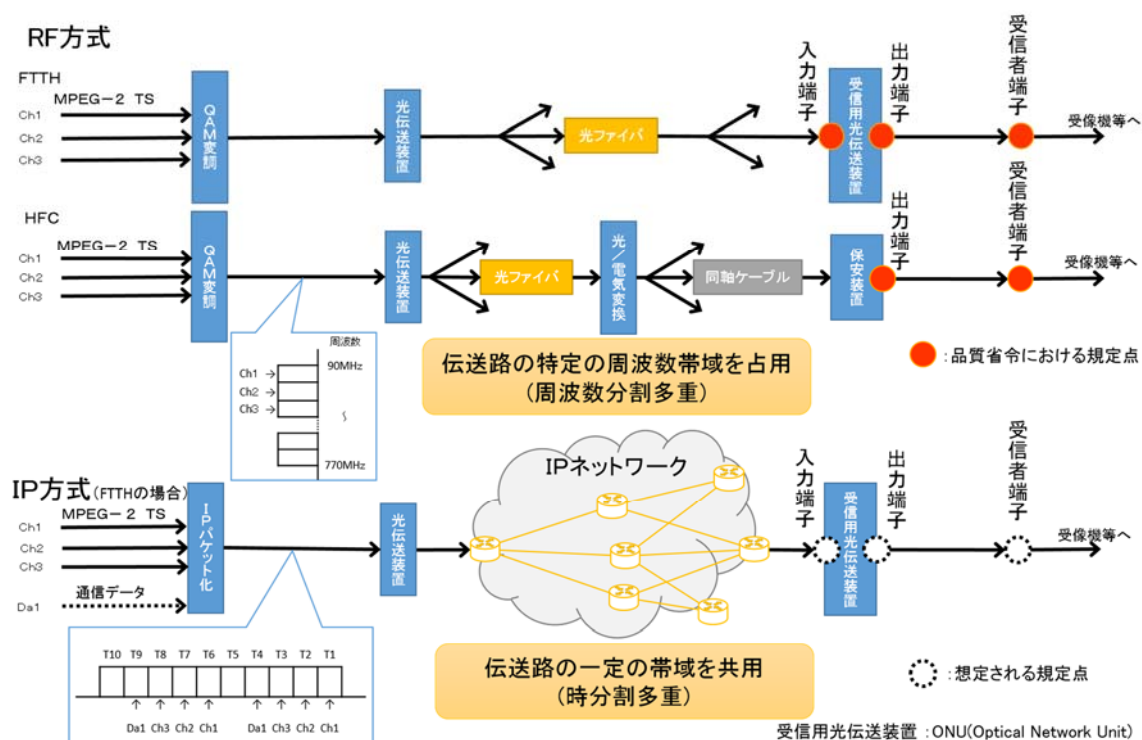 RF方式
FTTH
MPEG-2 TS
Ch1
Ch2
Ch3
QAM変調
光伝送装置
光ファイバ
入力端子
受信用光伝送装置
出力端子
受信者端子
受像機等へ
HFC
MPEG-2 TS
Ch1
Ch2
Ch3
QAM変調
光伝送装置
光ファイバ
光/電気変換
同軸ケーブル
保安装置
出力端子
受信者端子
受像機等へ
周波数
90MHz
Ch1 →
Ch2 →
Ch3 →
~
770MHz
伝送路の特定の周波数帯域を占用
(周波数分割多重)
:品質省令における規定点
IP方式(FTTHの場合)
MPEG-2 TS
Ch1
Ch2
Ch3
通信データ
Da1
IPパケット化
光伝送装置
IPネットワーク
入力端子
受信用光伝送装置
出力端子
受信者端子
受像機等へ
T10 T9 T8 T7 T6 T5 T4 T3 T2 T1
Da1 Ch3 Ch2 Ch1 Da1 Ch3 Ch2 Ch1
伝送路の一定の帯域を共用
(時分割多重)
:想定される規定点
受信用光伝送装置 :ONU(Optical Network Unit)